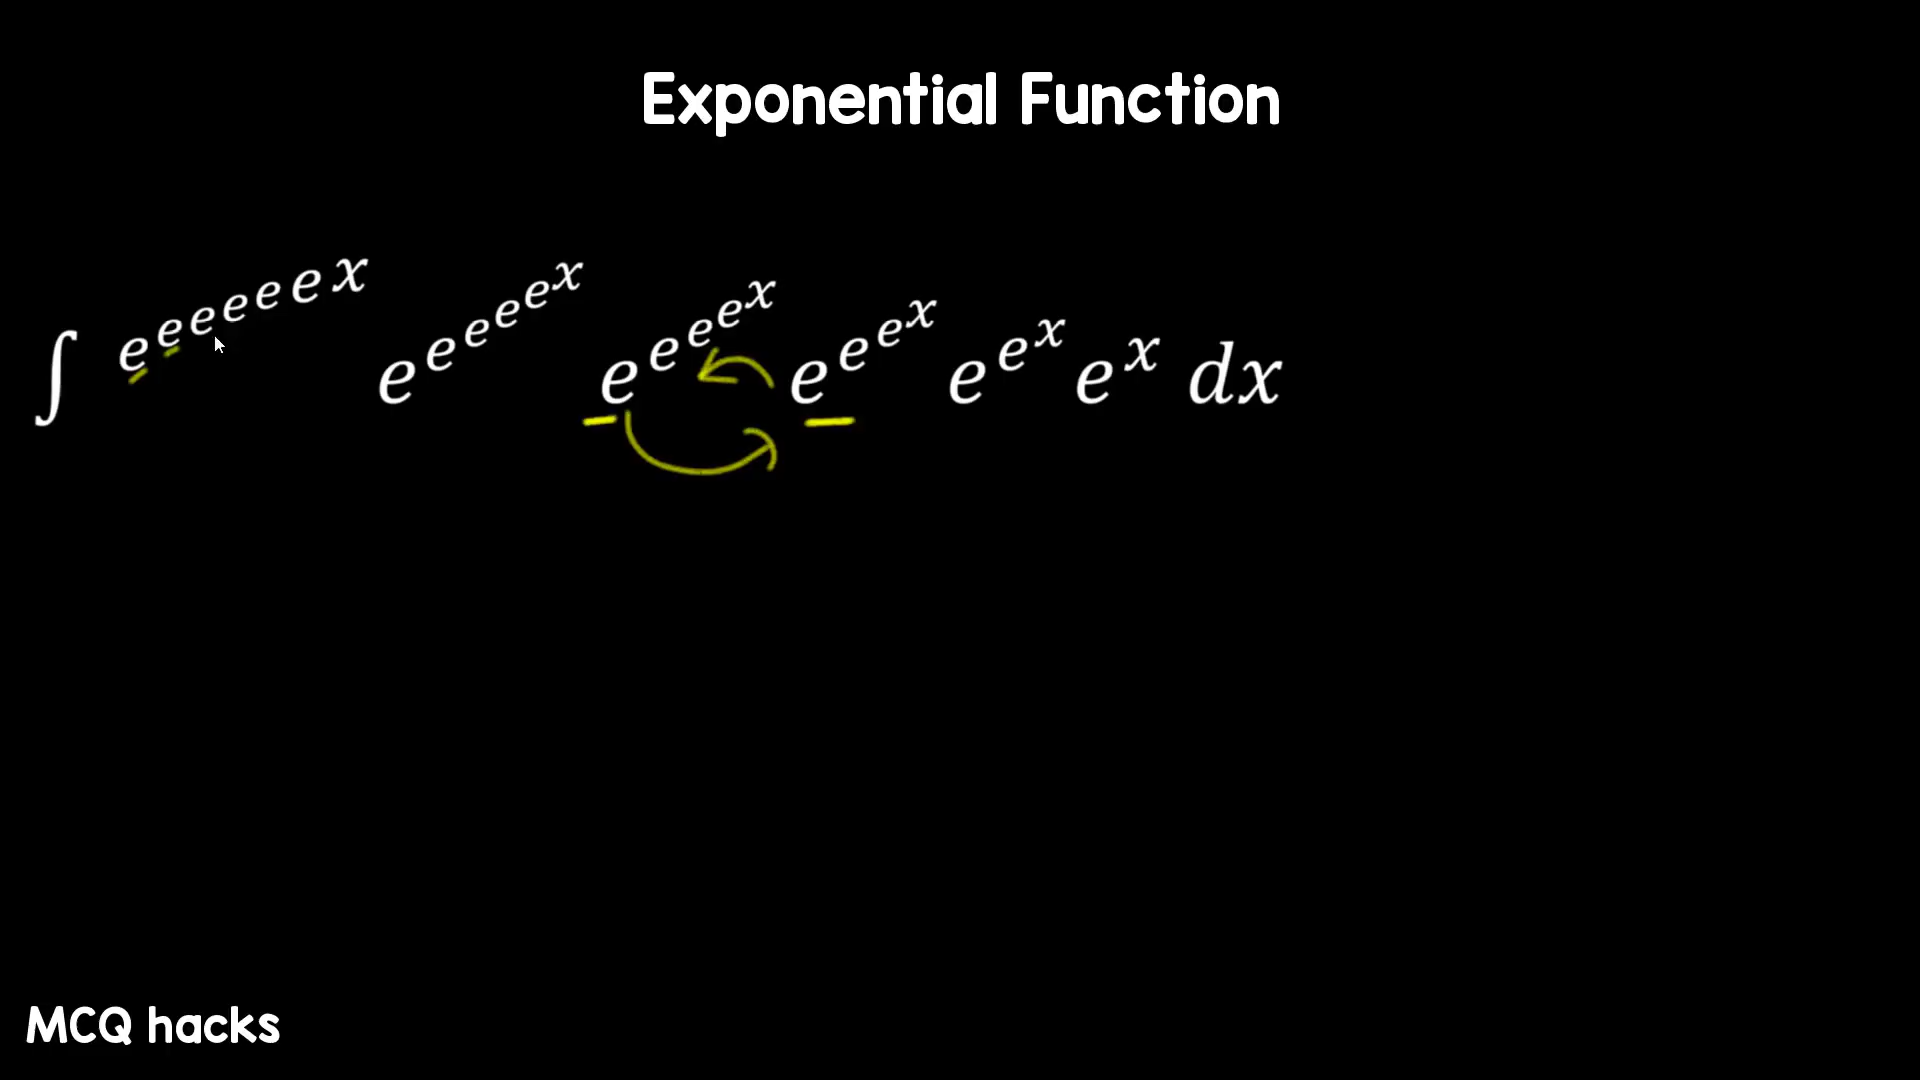 Exponential Function
∫ e^{e^{e^{e^{e^{e^x}}}}} e^{e^{e^{e^{e^x}}}} e^{e^{e^{e^x}}} e^{e^{e^x}} e^{e^x} e^x dx
MCQ hacks